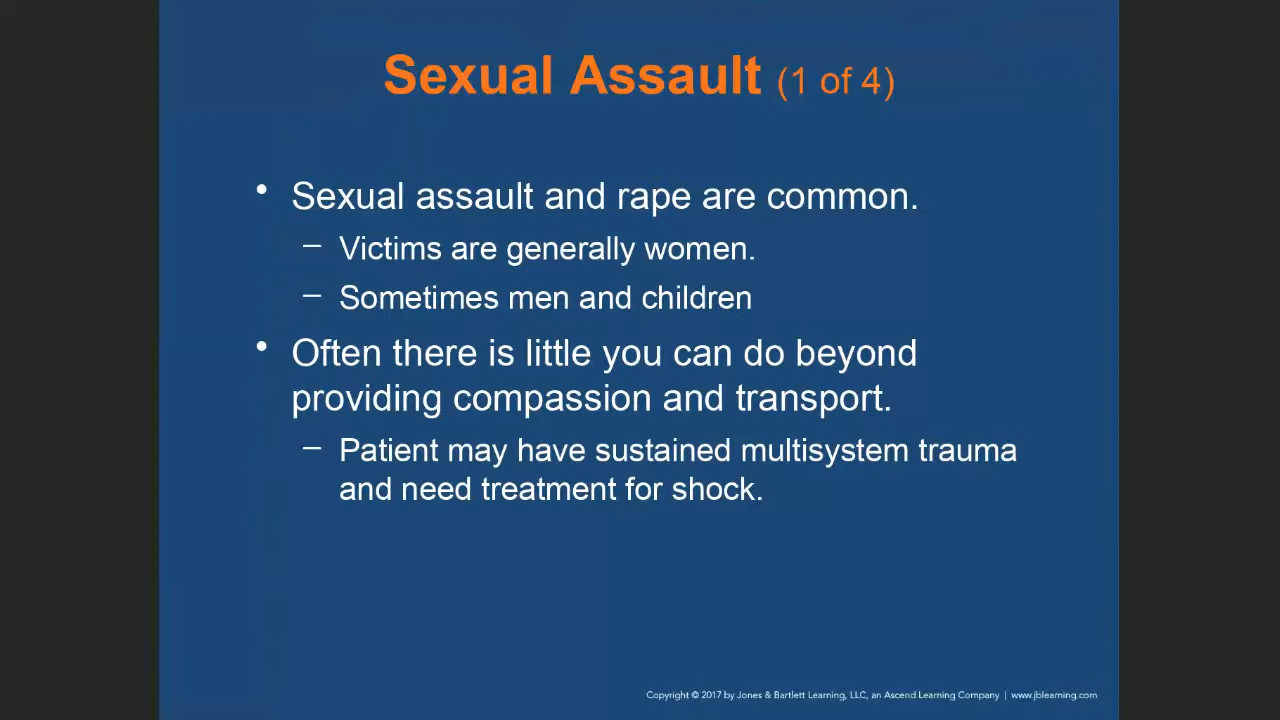 Sexual Assault (1 of 4)
• Sexual assault and rape are common.
– Victims are generally women.
– Sometimes men and children
• Often there is little you can do beyond
providing compassion and transport.
– Patient may have sustained multisystem trauma
and need treatment for shock.
Copyright © 2017 by Jones & Bartlett Learning, LLC, an Ascend Learning Company | www.jblearning.com